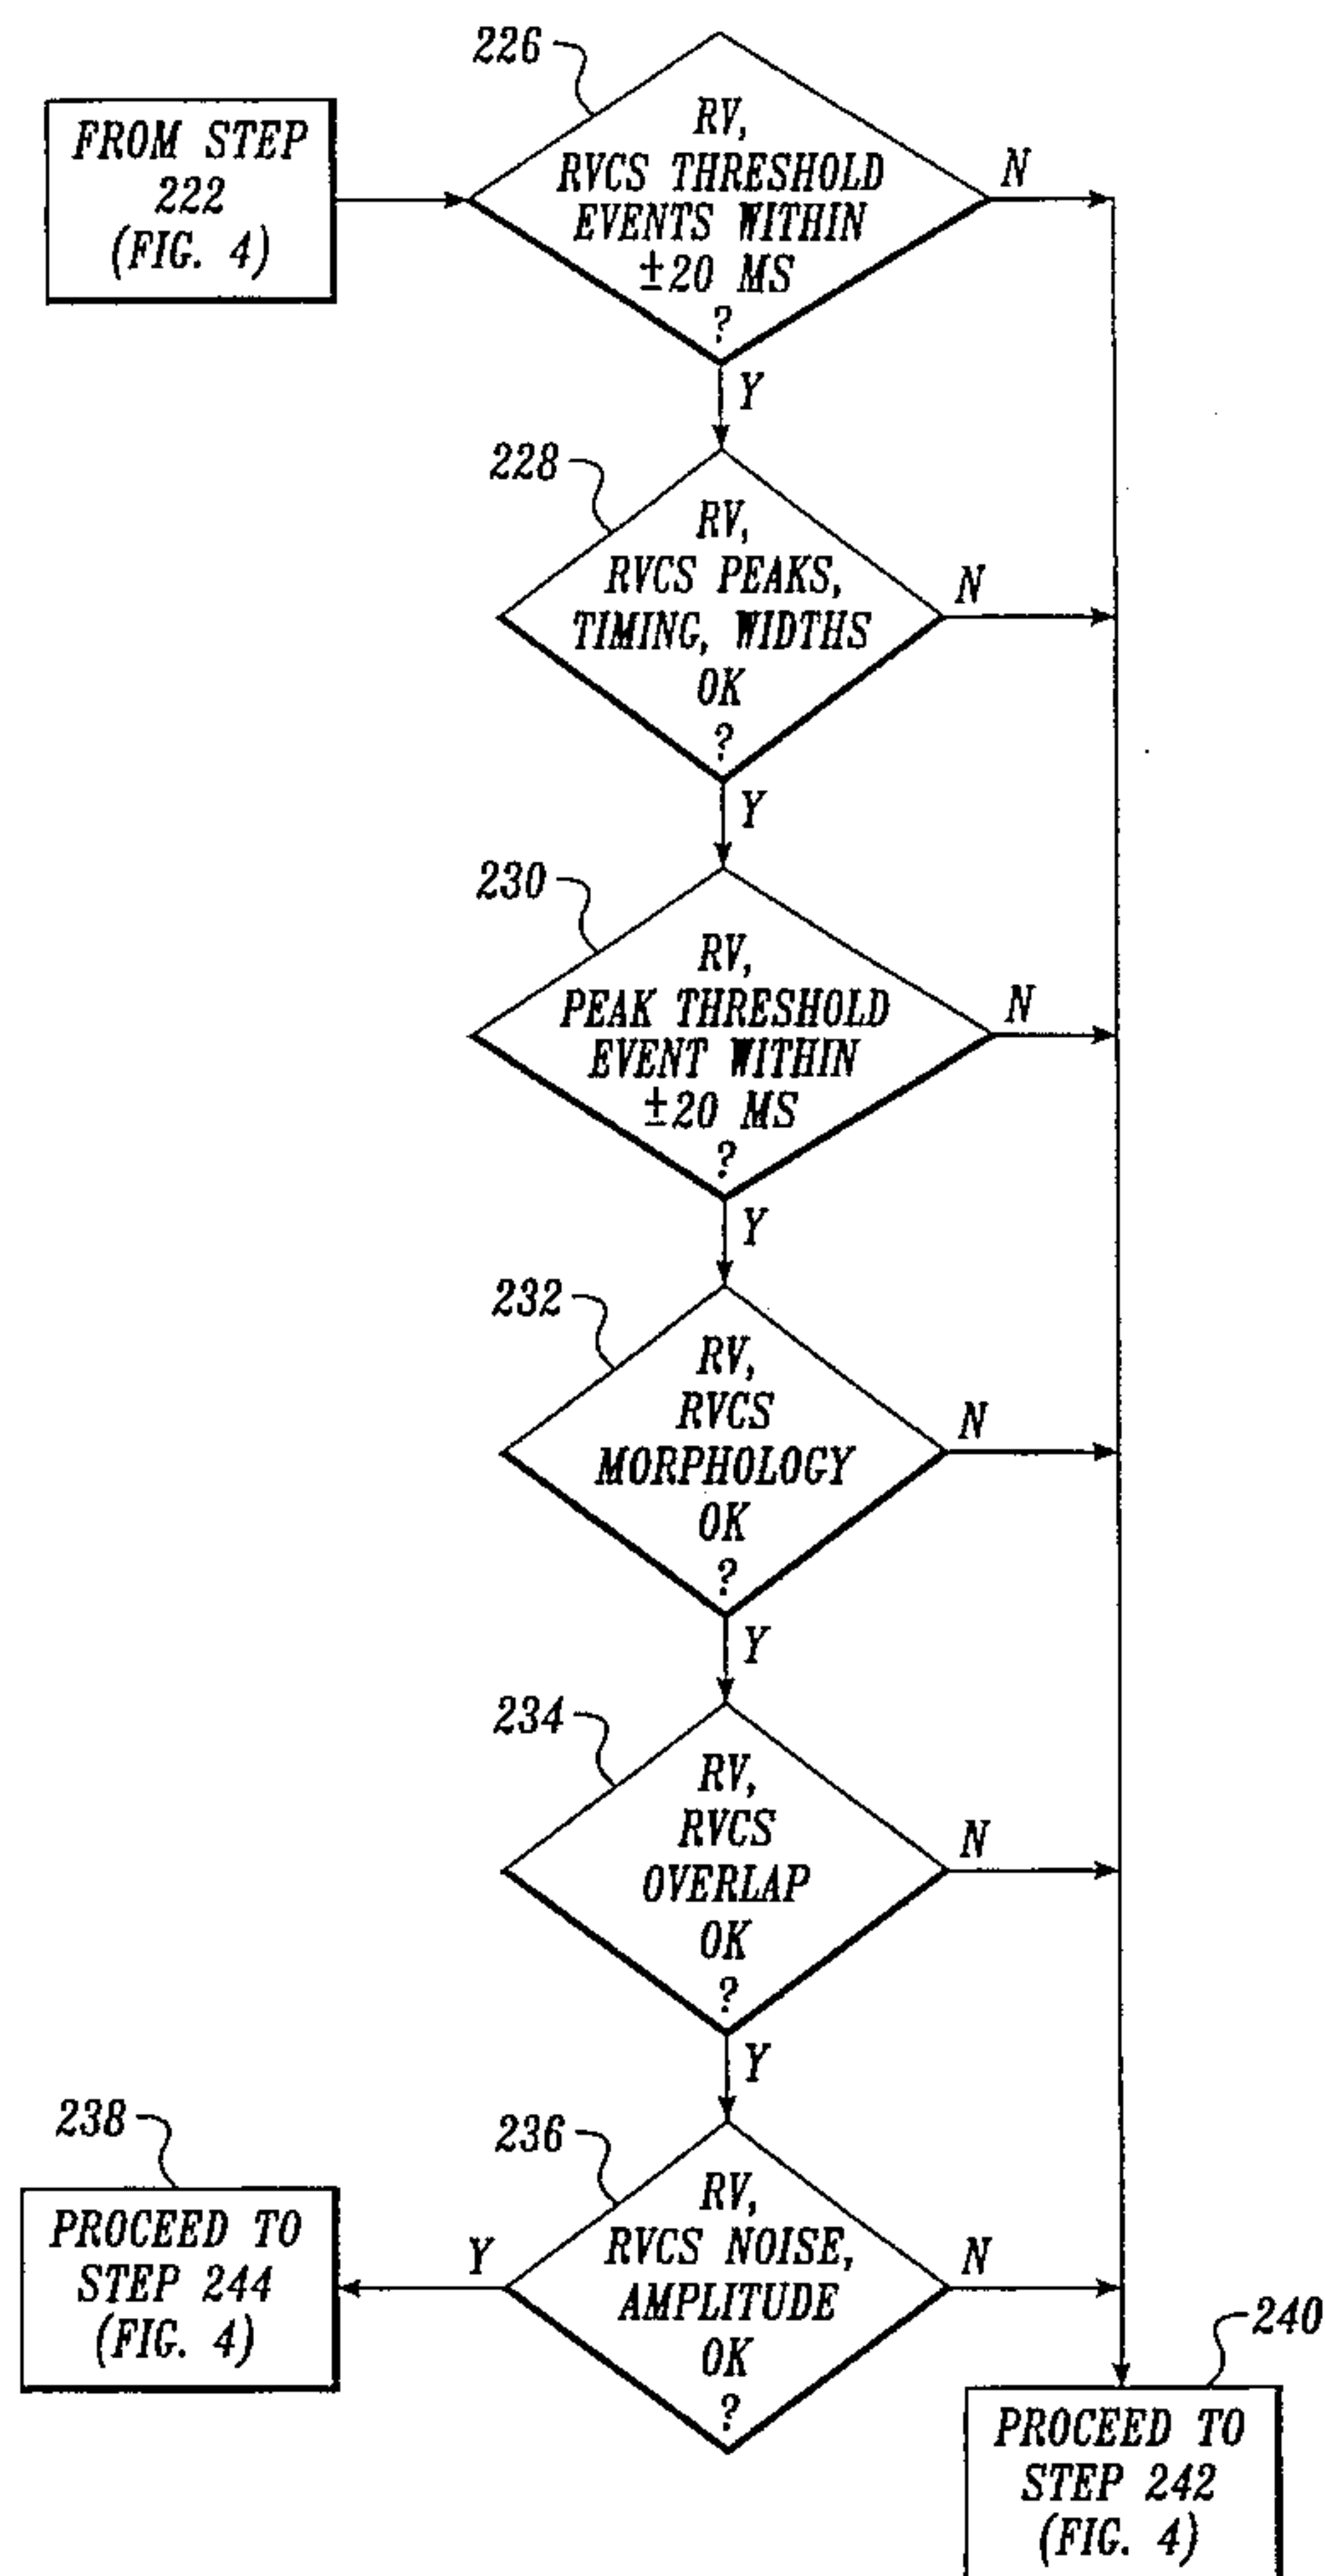 226
FROM STEP
222
(FIG. 4)
RV,
RVCS THRESHOLD
EVENTS WITHIN
±20 MS
?
N
Y
228
RV,
RVCS PEAKS,
TIMING, WIDTHS
OK
?
N
Y
230
RV,
PEAK THRESHOLD
EVENT WITHIN
±20 MS
?
N
Y
232
RV,
RVCS
MORPHOLOGY
OK
?
N
Y
234
RV,
RVCS
OVERLAP
OK
?
N
Y
238
PROCEED TO
STEP 244
(FIG. 4)
Y
236
RV,
RVCS NOISE,
AMPLITUDE
OK
?
N
240
PROCEED TO
STEP 242
(FIG. 4)